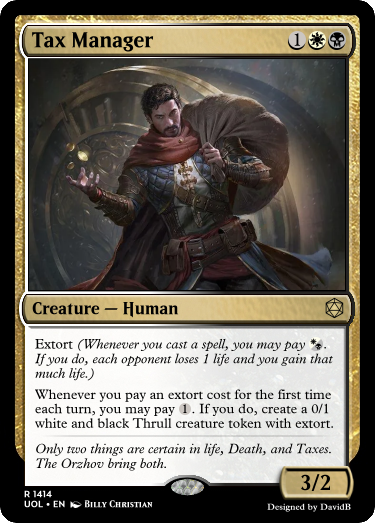 Tax Manager 1
Creature — Human
Extort (Whenever you cast a spell, you may pay .
If you do, each opponent loses 1 life and you gain that
much life.)
Whenever you pay an extort cost for the first time
each turn, you may pay 1. If you do, create a 0/1
white and black Thrull creature token with extort.
Only two things are certain in life, Death, and Taxes.
The Orzhov bring both.
3/2
R 1414
UOL • EN Billy Christian
Designed by DavidB